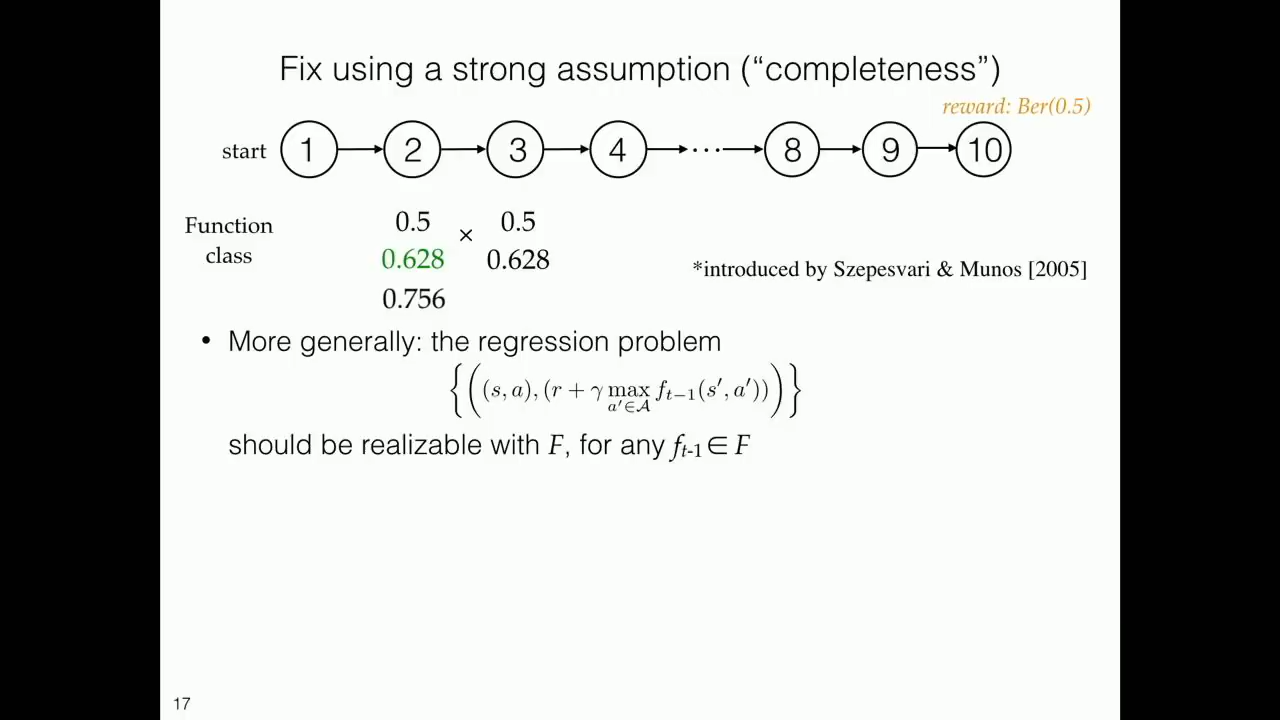 Fix using a strong assumption (“completeness”)
reward: Ber(0.5)
start 1 2 3 4 ··· 8 9 10
Function class
0.5 × 0.5
0.628 0.628
0.756
*introduced by Szepesvari & Munos [2005]
• More generally: the regression problem
{((s, a), (r + γ max_{a′∈𝒜} f_{t−1}(s′, a′)))}
should be realizable with F, for any f_{t-1} ∈ F
17